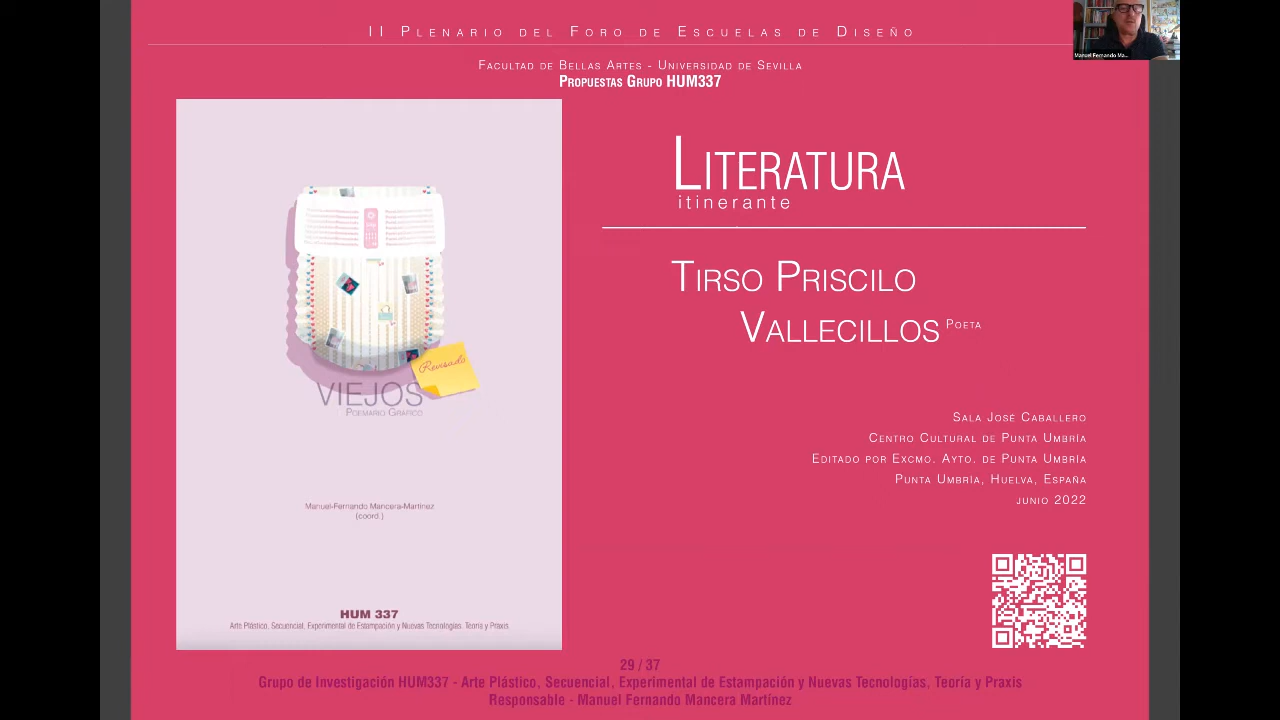 II Plenario del Foro de Escuelas de Diseño
Facultad de Bellas Artes - Universidad de Sevilla
Propuestas Grupo HUM337
Manuel Fernando Ma...
Literatura
itinerante
Tirso Priscilo
Vallecillos Poeta
Sala José Caballero
Centro Cultural de Punta Umbría
Editado por Excmo. Ayto. de Punta Umbría
Punta Umbría, Huelva, España
junio 2022
Revisado
VIEJOS
Poemario Gráfico
Manuel-Fernando Mancera-Martínez
(coord.)
HUM 337
Arte Plástico, Secuencial, Experimental de Estampación y Nuevas Tecnologías. Teoría y Praxis
29 / 37
Grupo de Investigación HUM337 - Arte Plástico, Secuencial, Experimental de Estampación y Nuevas Tecnologías, Teoría y Praxis
Responsable - Manuel Fernando Mancera Martínez